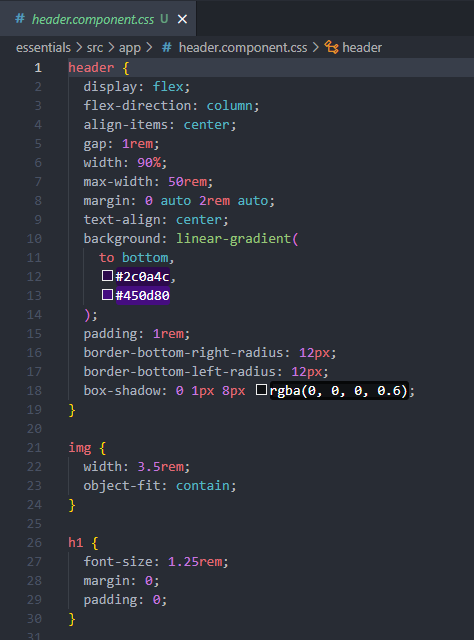 # header.component.css U ×
essentials > src > app > # header.component.css > header
1 header {
2   display: flex;
3   flex-direction: column;
4   align-items: center;
5   gap: 1rem;
6   width: 90%;
7   max-width: 50rem;
8   margin: 0 auto 2rem auto;
9   text-align: center;
10   background: linear-gradient(
11     to bottom,
12     #2c0a4c,
13     #450d80
14   );
15   padding: 1rem;
16   border-bottom-right-radius: 12px;
17   border-bottom-left-radius: 12px;
18   box-shadow: 0 1px 8px rgba(0, 0, 0, 0.6);
19 }
20
21 img {
22   width: 3.5rem;
23   object-fit: contain;
24 }
25
26 h1 {
27   font-size: 1.25rem;
28   margin: 0;
29   padding: 0;
30 }
31